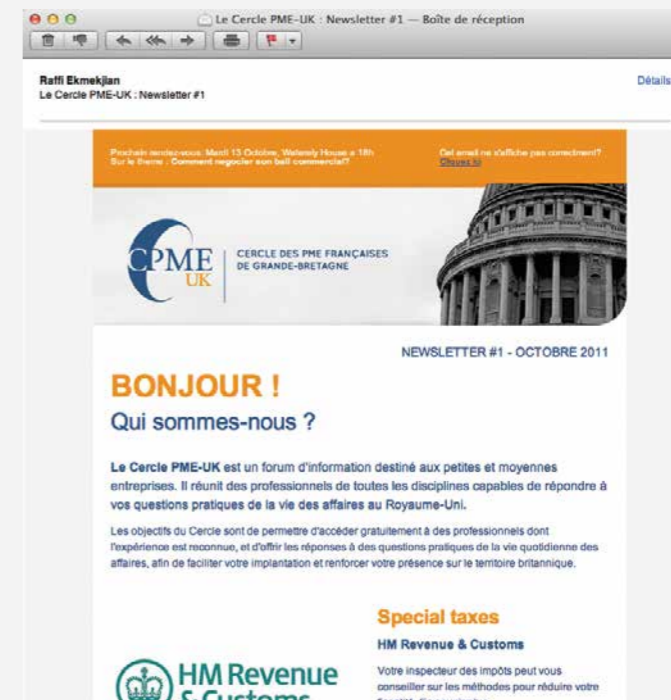 Le Cercle PME-UK : Newsletter #1 — Boîte de réception
Raffi Ekmekjian
Détails
Le Cercle PME-UK : Newsletter #1
Prochain rendez-vous: Mardi 13 Octobre, Welesely House a 18h
Sur le theme : Comment negocier son bail commercial?
Cet email ne s'affiche pas correctment?
Cliquez ici
CPME
UK
CERCLE DES PME FRANÇAISES
DE GRANDE-BRETAGNE
NEWSLETTER #1 - OCTOBRE 2011
BONJOUR !
Qui sommes-nous ?
Le Cercle PME-UK est un forum d'information destiné aux petites et moyennes
entreprises. Il réunit des professionnels de toutes les disciplines capables de répondre à
vos questions pratiques de la vie des affaires au Royaume-Uni.
Les objectifs du Cercle sont de permettre d'accéder gratuitement à des professionnels dont
l'expérience est reconnue, et d'offrir les réponses à des questions pratiques de la vie quotidienne des
affaires, afin de faciliter votre implantation et renforcer votre présence sur le territoire britannique.
HM Revenue
& Customs
Special taxes
HM Revenue & Customs
Votre inspecteur des impôts peut vous
conseiller sur les méthodes pour réduire votre